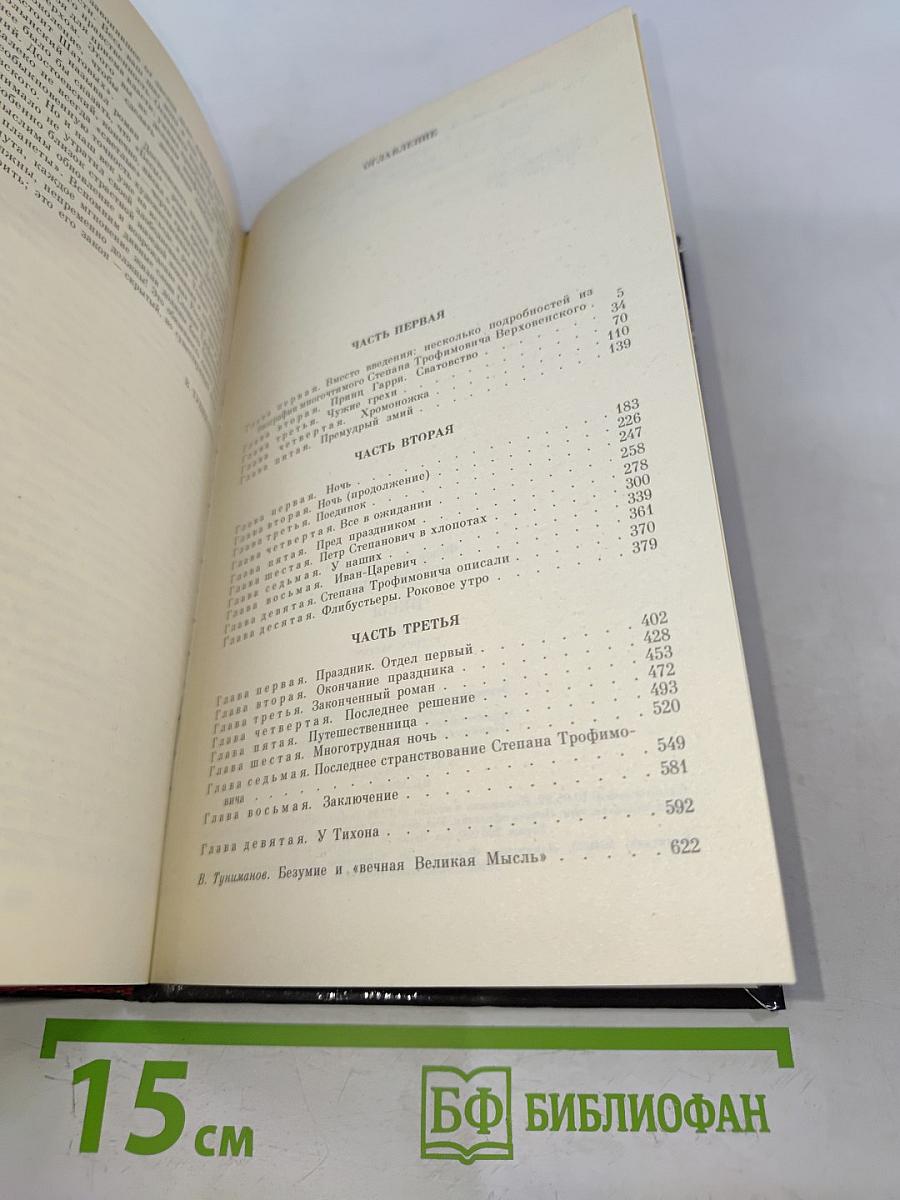 ОГЛАВЛЕНИЕ
ЧАСТЬ ПЕРВАЯ
Глава первая. Вместо введения: несколько подробностей из
биографии многочтимого Степана Трофимовича Верховенского . 5
Глава вторая. Принц Гарри. Сватовство . . . . . . . 34
Глава третья. Чужие грехи . . . . . . . . . 70
Глава четвертая. Хромоножка . . . . . . . . 110
Глава пятая. Премудрый змий . . . . . . . . 139
ЧАСТЬ ВТОРАЯ
Глава первая. Ночь . . . . . . . . . . 183
Глава вторая. Ночь (продолжение) . . . . . . . 226
Глава третья. Поединок . . . . . . . . . 247
Глава четвертая. Все в ожидании . . . . . . . 258
Глава пятая. Пред праздником . . . . . . . . 278
Глава шестая. Петр Степанович в хлопотах . . . . . 300
Глава седьмая. У наших . . . . . . . . . 339
Глава восьмая. Иван-Царевич . . . . . . . . 361
Глава девятая. Степана Трофимовича описали . . . . 370
Глава десятая. Флибустьеры. Роковое утро . . . . . 379
ЧАСТЬ ТРЕТЬЯ
Глава первая. Праздник. Отдел первый . . . . . . 402
Глава вторая. Окончание праздника . . . . . . . 428
Глава третья. Законченный роман . . . . . . . 453
Глава четвертая. Последнее решение . . . . . . 472
Глава пятая. Путешественница . . . . . . . . 493
Глава шестая. Многотрудная ночь . . . . . . . 520
Глава седьмая. Последнее странствование Степана Трофимо-
вича . . . . . . . . . . . . . 549
Глава восьмая. Заключение . . . . . . . . . 581
Глава девятая. У Тихона . . . . . . . . . 592
В. Туниманов. Безумие и «вечная Великая Мысль» . . . . . 622
15 см
БФ БИБЛИОФАН